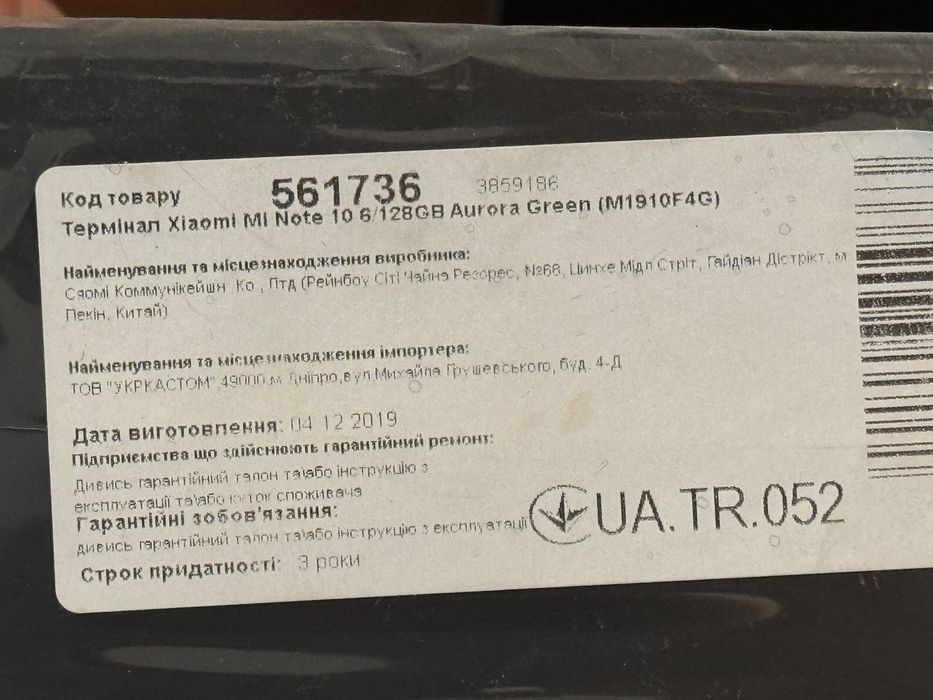 Код товару 561736 3859186
Термінал Xiaomi Mi Note 10 6/128GB Aurora Green (M1910F4G)
Найменування та місцезнаходження виробника:
Сяомі Коммунікейшн Ко., Лтд (Рейнбоу Сіті Чайна Ресорес, №68, Цинхе Мідл Стріт, Гайдіан Дістрікт, м
Пекін, Китай)
Найменування та місцезнаходження імпортера:
ТОВ "УКРКАСТОМ",49000,м.Дніпро,вул.Михайла Грушевського, буд. 4-Д
Дата виготовлення: 04.12.2019
Підприємства що здійснюють гарантійний ремонт:
Дивись гарантійний талон та\або інструкцію з
експлуатації та\або куток споживача
Гарантійні зобов'язання:
дивись гарантійний талон та\або інструкцію з експлуатації
UA.TR.052
Строк придатності: 3 роки